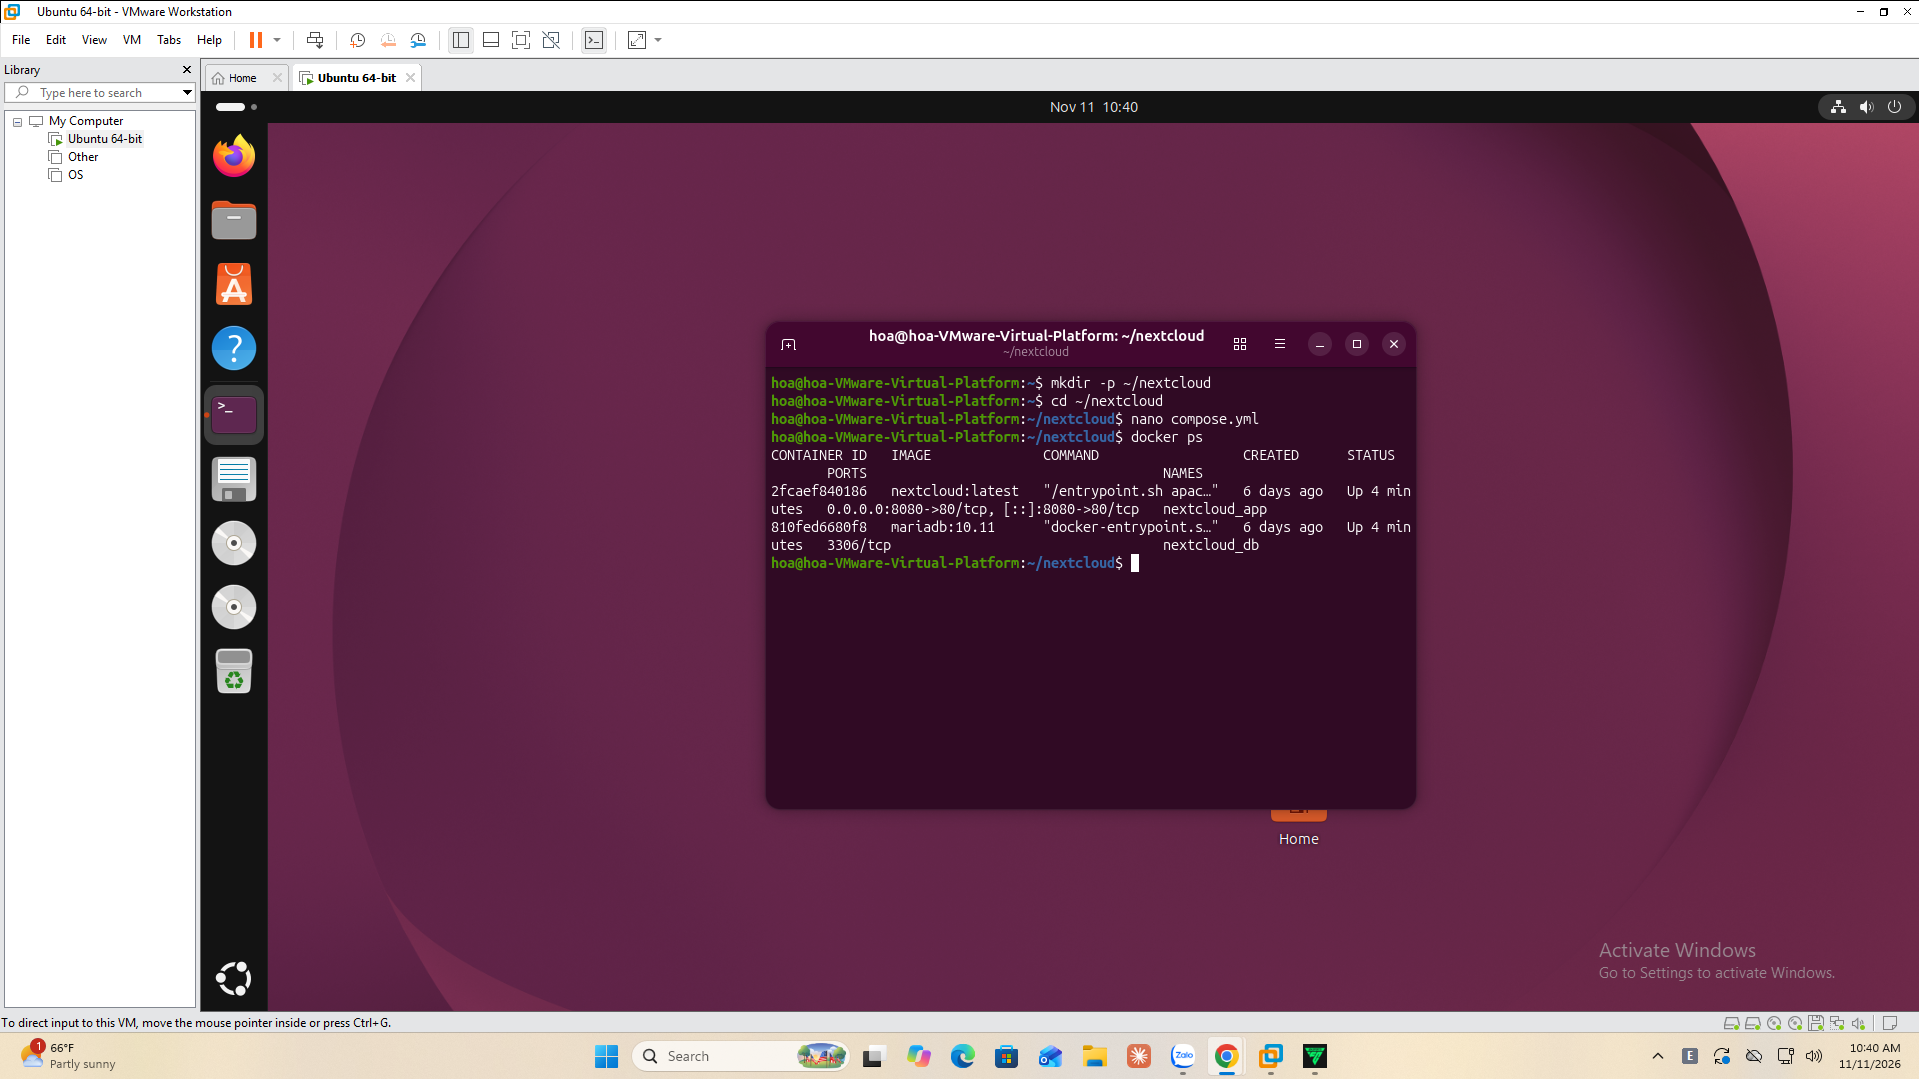 Ubuntu 64-bit - VMware Workstation
File Edit View VM Tabs Help
Library
Type here to search
My Computer
Ubuntu 64-bit
Other
OS
Home
Ubuntu 64-bit
Nov 11 10:40
hoa@hoa-VMware-Virtual-Platform: ~/nextcloud
~/nextcloud
hoa@hoa-VMware-Virtual-Platform:~$ mkdir -p ~/nextcloud
hoa@hoa-VMware-Virtual-Platform:~$ cd ~/nextcloud
hoa@hoa-VMware-Virtual-Platform:~/nextcloud$ nano compose.yml
hoa@hoa-VMware-Virtual-Platform:~/nextcloud$ docker ps
CONTAINER ID IMAGE COMMAND CREATED STATUS
PORTS NAMES
2fcaef840186 nextcloud:latest "/entrypoint.sh apac…" 6 days ago Up 4 min
utes 0.0.0.0:8080->80/tcp, [::]:8080->80/tcp nextcloud_app
810fed6680f8 mariadb:10.11 "docker-entrypoint.s…" 6 days ago Up 4 min
utes 3306/tcp nextcloud_db
hoa@hoa-VMware-Virtual-Platform:~/nextcloud$
Home
Activate Windows
Go to Settings to activate Windows.
To direct input to this VM, move the mouse pointer inside or press Ctrl+G.
1
66°F
Partly sunny
Search
Zalo
E
10:40 AM
11/11/2026